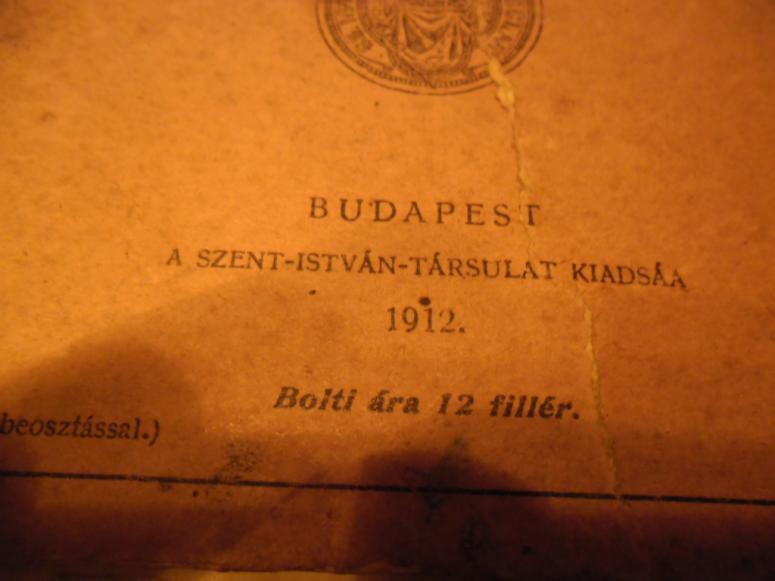 BUDAPEST
A SZENT-ISTVÁN-TÁRSULAT KIADSÁA
1912.
Bolti ára 12 fillér.
beosztással.)